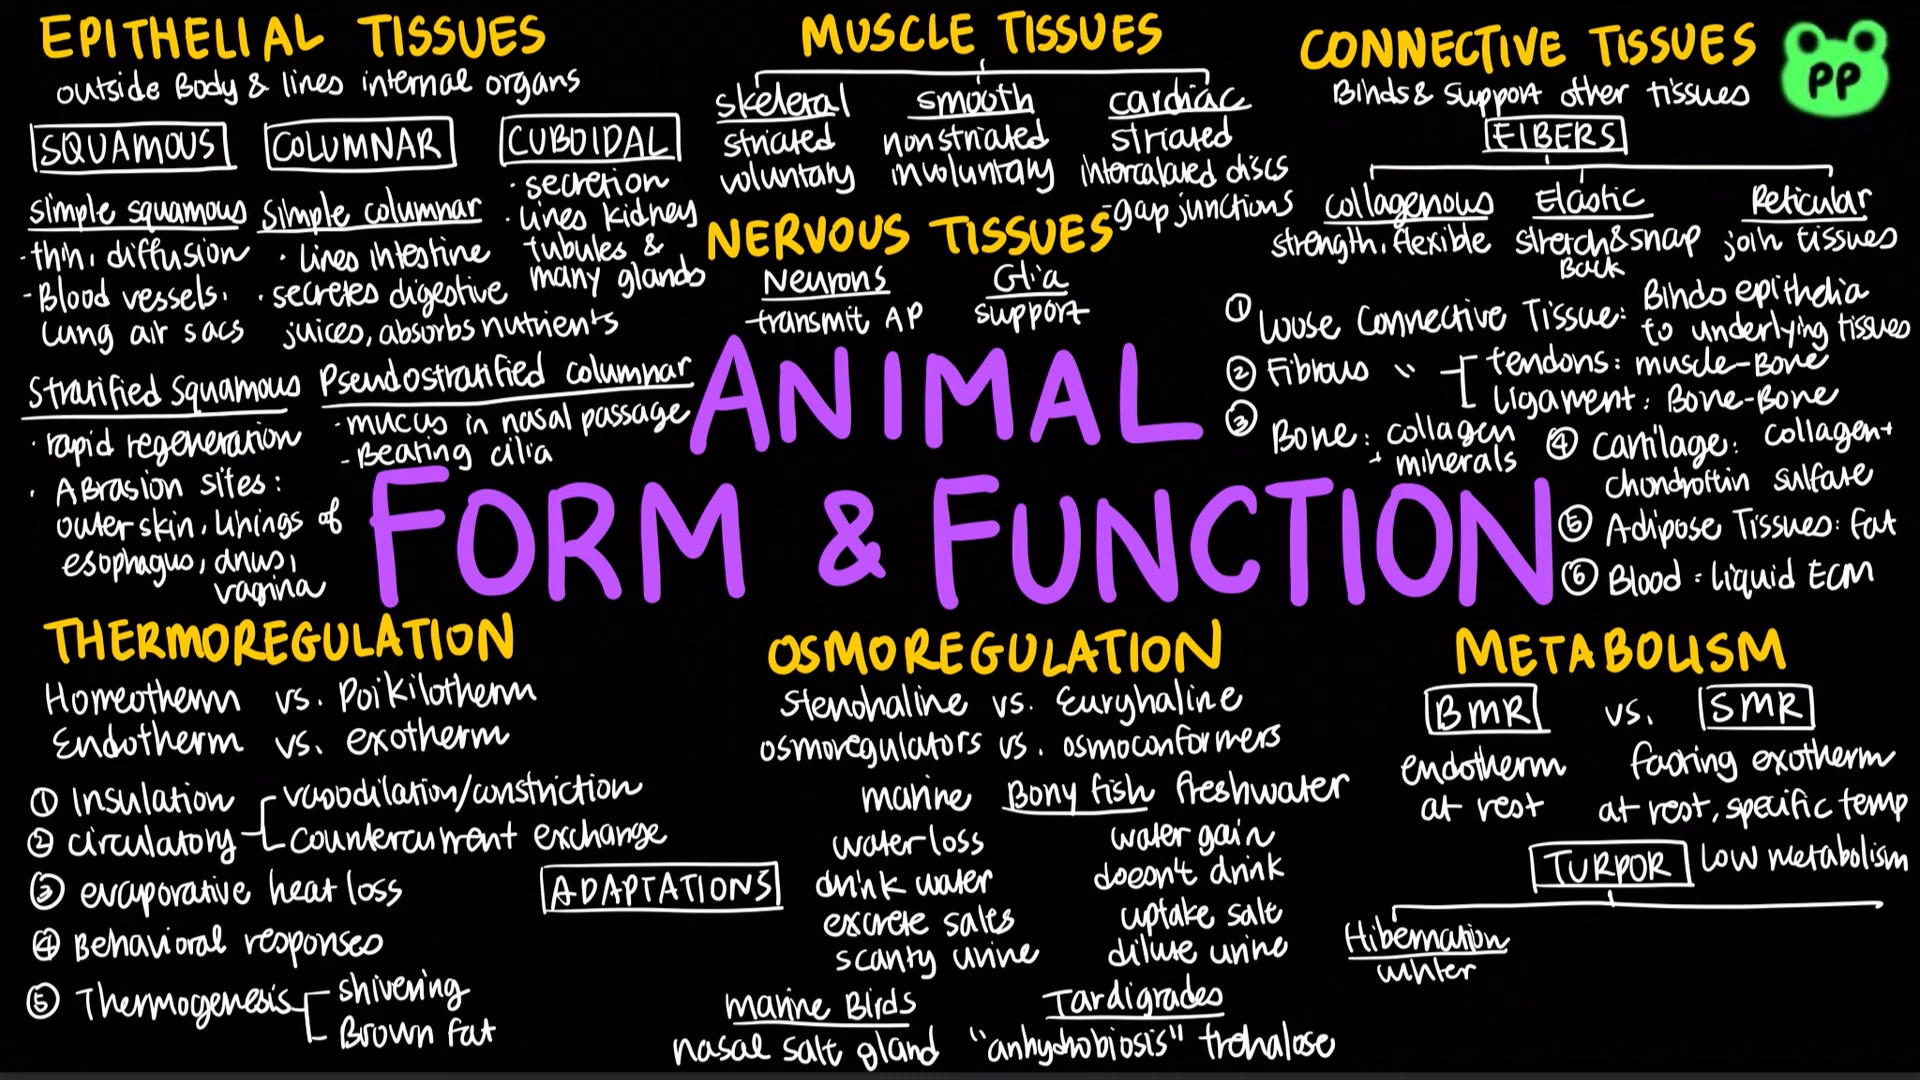 EPITHELIAL TISSUES
outside Body & lines internal organs
SQUAMOUS
simple squamous
- thin, diffusion
- Blood vessels,
lung air sacs
Stratified Squamous
· rapid regeneration
· Abrasion sites:
outer skin, linings of
esophagus, anus,
vagina
COLUMNAR
Simple columnar
· lines intestine
· secretes digestive
juices, absorbs nutrients
Pseudostratified columnar
- mucus in nasal passage
- Beating cilia
CUBOIDAL
· secretion
· lines kidney
tubules &
many glands
MUSCLE TISSUES
skeletal
striated
voluntary
smooth
nonstriated
involuntary
cardiac
striated
intercalated discs
- gap junctions
NERVOUS TISSUES
Neurons
transmit AP
Glia
support
CONNECTIVE TISSUES
Binds & support other tissues
PP
FIBERS
collagenous
strength, flexible
Elastic
stretch & snap
Back
Reticular
join tissues
① Loose Connective Tissue: Binds epithelia
to underlying tissues
② Fibrous " tendons: muscle-Bone
Ligament: Bone-Bone
③ Bone: collagen
+ minerals
④ Cartilage: collagen+
chondroitin sulfate
⑤ Adipose Tissues: fat
⑥ Blood: liquid ECM
ANIMAL
FORM & FUNCTION
THERMOREGULATION
Homeotherm vs. Poikilotherm
Endotherm vs. exotherm
① Insulation
② circulatory
vasodilation/constriction
countercurrent exchange
③ evaporative heat loss
④ Behavioral responses
⑤ Thermogenesis
shivering
Brown fat
ADAPTATIONS
OSMOREGULATION
Stenohaline vs. Euryhaline
osmoregulators vs. osmoconformers
marine Bony fish freshwater
water loss
drink water
excrete salts
scanty urine
water gain
doesn't drink
uptake salt
dilute urine
marine Birds
nasal salt gland
Tardigrades
"anhydrobiosis" trehalose
METABOLISM
BMR vs. SMR
endotherm
at rest
fasting exotherm
at rest, specific temp
TURPOR low metabolism
Hibernation
winter